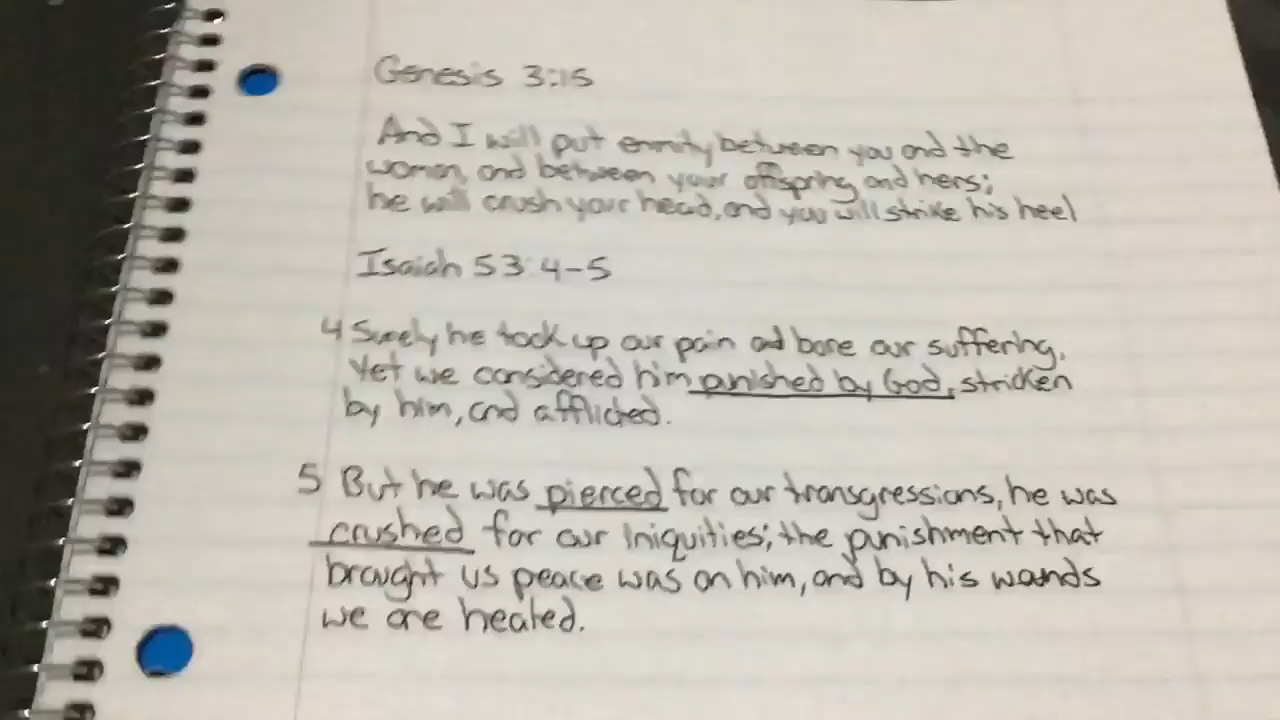 Genesis 3:15
And I will put enmity between you and the
women, and between your offspring and hers;
he will crush your head, and you will strike his heel
Isaiah 53:4-5
4 Surely he took up our pain and bore our suffering,
Yet we considered him punished by God, stricken
by him, and afflicted.
5 But he was pierced for our transgressions, he was
crushed for our iniquities; the punishment that
brought us peace was on him, and by his wounds
we are healed.